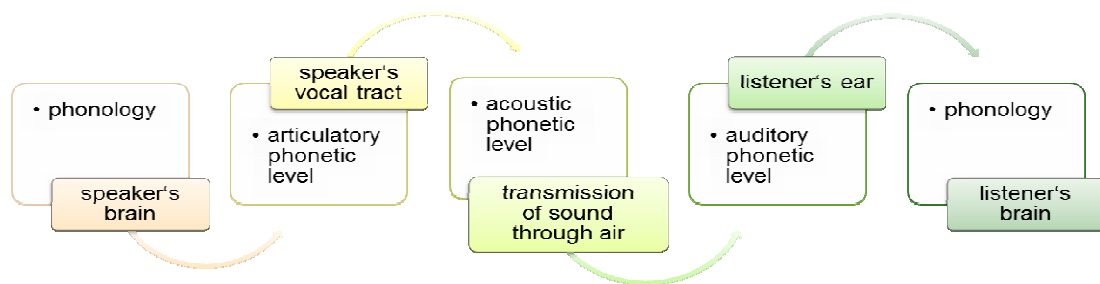 • phonology
speaker‘s
brain
speaker‘s
vocal tract
• articulatory
phonetic
level
• acoustic
phonetic
level
transmission
of sound
through air
listener‘s ear
• auditory
phonetic
level
• phonology
listener‘s
brain